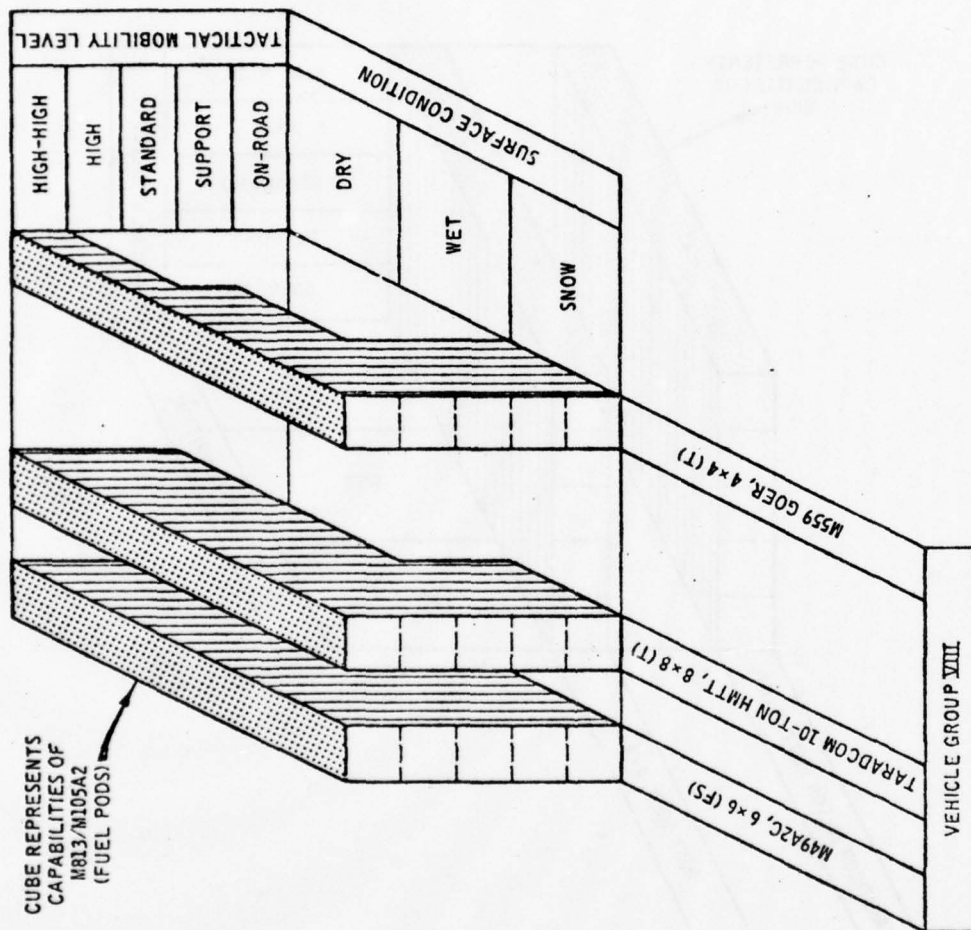 CUBE REPRESENTS
CAPABILITIES OF
M813/M105A2
(FUEL PODS)
TACTICAL MOBILITY LEVEL
HIGH-HIGH
HIGH
STANDARD
SUPPORT
ON-ROAD
SURFACE CONDITION
DRY
WET
SNOW
M559 GOER, 4×4 (T)
TARADCOM 10-TON HMTT, 8×8 (T)
M49A2C, 6×6 (FS)
VEHICLE GROUP VIII